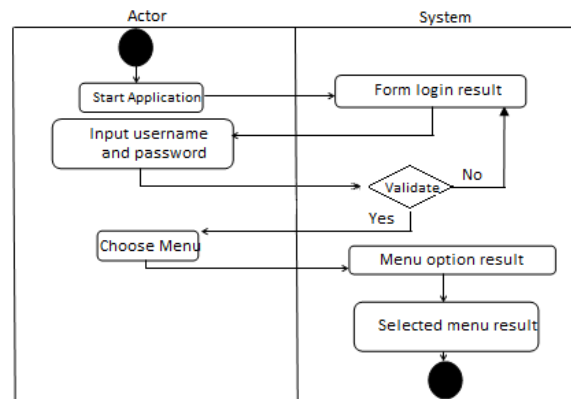 Actor
System
Start Application
Form login result
Input username
and password
Validate
No
Yes
Choose Menu
Menu option result
Selected menu result